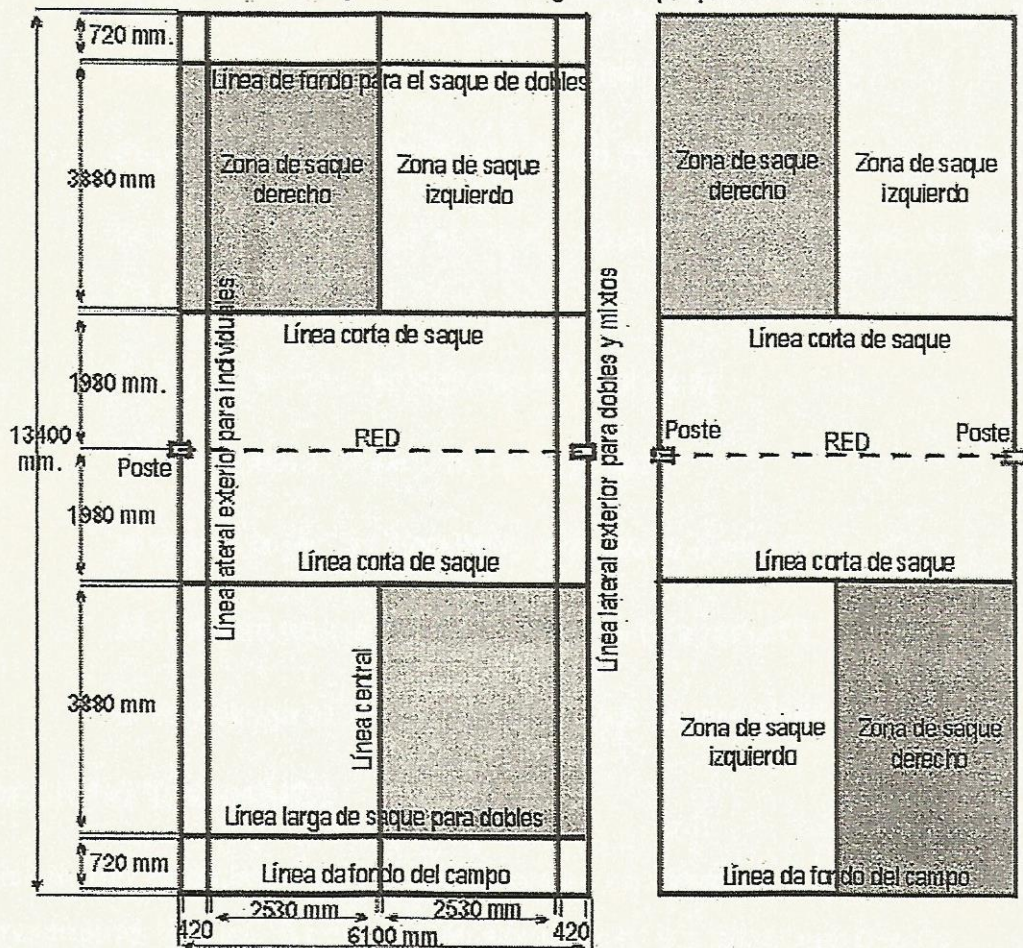 720 mm.
Línea de fondo para el saque de dobles
3380 mm
Zona de saque
derecho
Zona de saque
izquierdo
Línea lateral exterior para individuales
Línea corta de saque
1980 mm.
13400
mm.
Poste
RED
1980 mm
Línea corta de saque
Línea central
3380 mm
Línea larga de saque para dobles
720 mm
Línea da fondo del campo
2530 mm
2530 mm
420
6100 mm.
420
Línea lateral exterior para dobles y mixtos
Zona de saque
derecho
Zona de saque
izquierdo
Línea corta de saque
Poste
RED
Poste
Línea corta de saque
Zona de saque
izquierdo
Zona de saque
derecho
Línea da fondo del campo